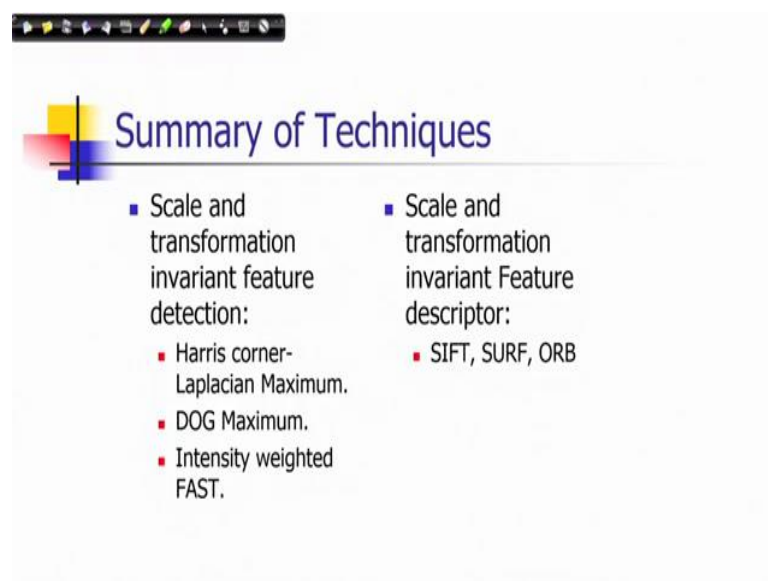 Summary of Techniques
Scale and
transformation
invariant feature
detection:
Harris corner-
Laplacian Maximum.
DOG Maximum.
Intensity weighted
FAST.
Scale and
transformation
invariant Feature
descriptor:
SIFT, SURF, ORB